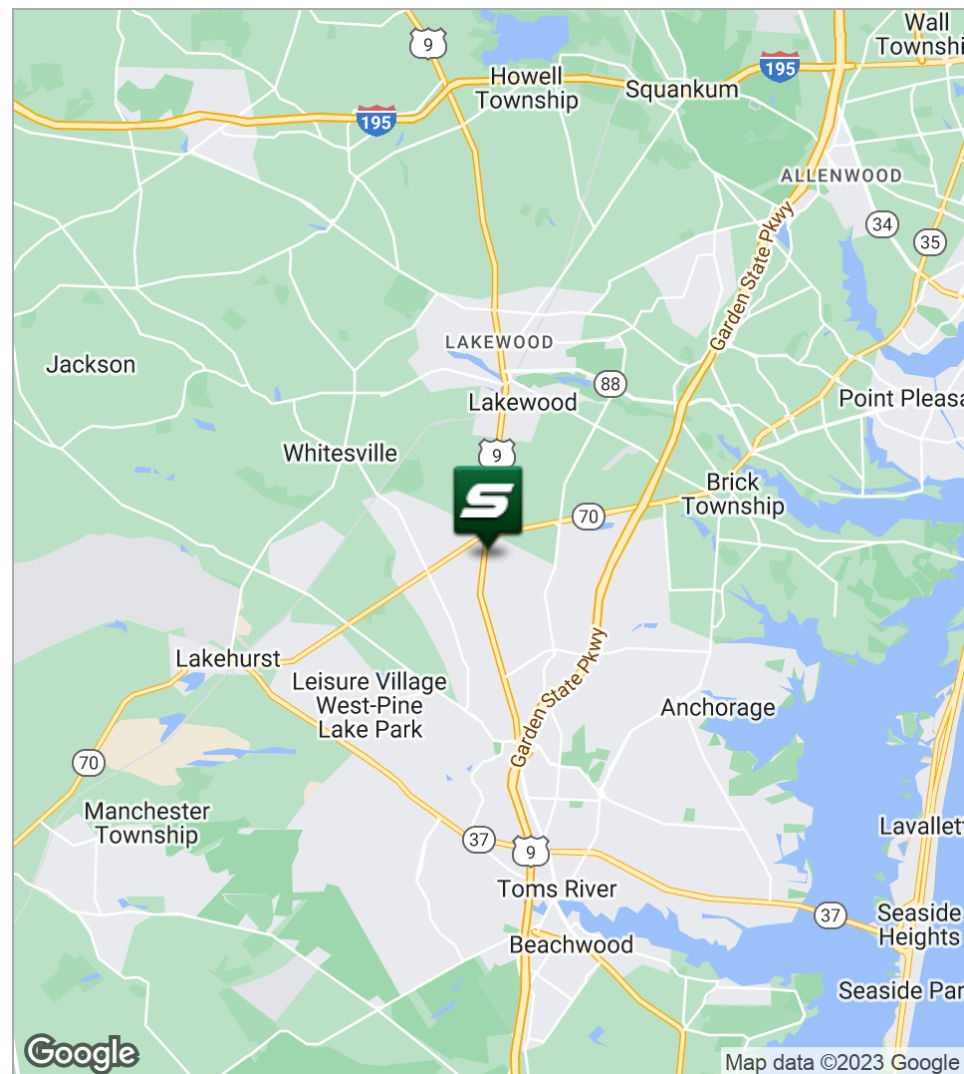 Wall
Townshi
9
195
Howell
Township
Squankum
195
ALLENWOOD
34
35
Garden State Pkwy
LAKEWOOD
Jackson
88
Lakewood
Point Pleasa
Whitesville
9
Brick
Township
S
70
Lakehurst
Leisure Village
West-Pine
Lake Park
Garden State Pkwy
Anchorage
70
Manchester
Township
Lavallett
37
9
Toms River
37
Seaside
Heights
Beachwood
Seaside Par
Google
Map data ©2023 Google